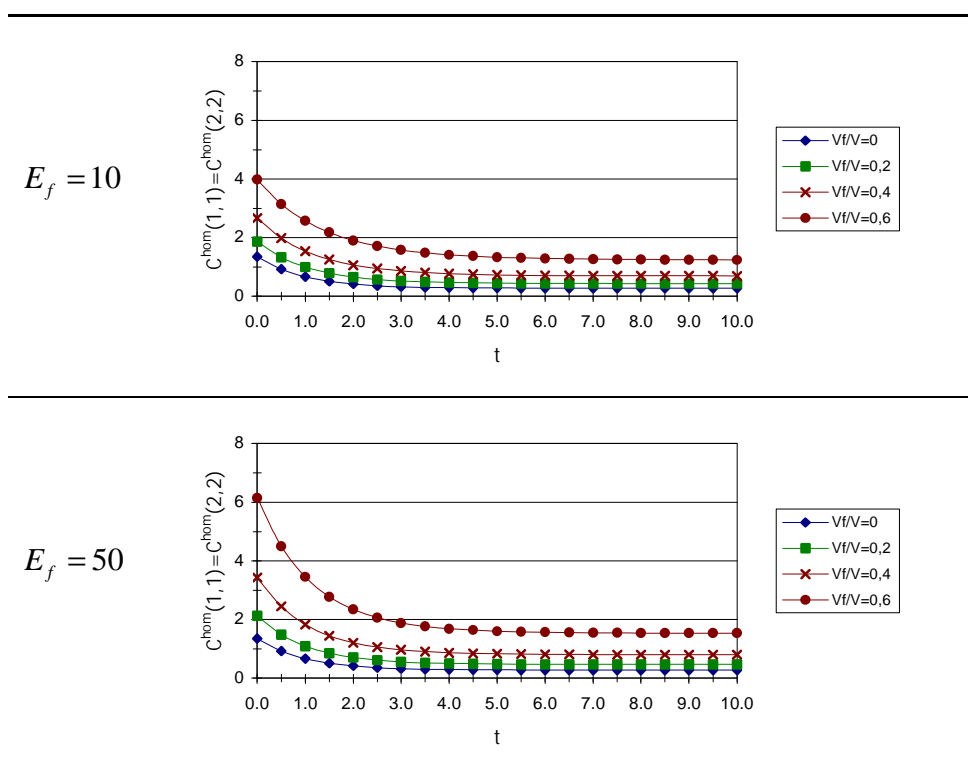 E_f = 10
C^hom(1,1)=C^hom(2,2)
8
6
4
2
0
0.0 1.0 2.0 3.0 4.0 5.0 6.0 7.0 8.0 9.0 10.0
t
Vf/V=0
Vf/V=0,2
Vf/V=0,4
Vf/V=0,6
E_f = 50
C^hom(1,1)=C^hom(2,2)
8
6
4
2
0
0.0 1.0 2.0 3.0 4.0 5.0 6.0 7.0 8.0 9.0 10.0
t
Vf/V=0
Vf/V=0,2
Vf/V=0,4
Vf/V=0,6